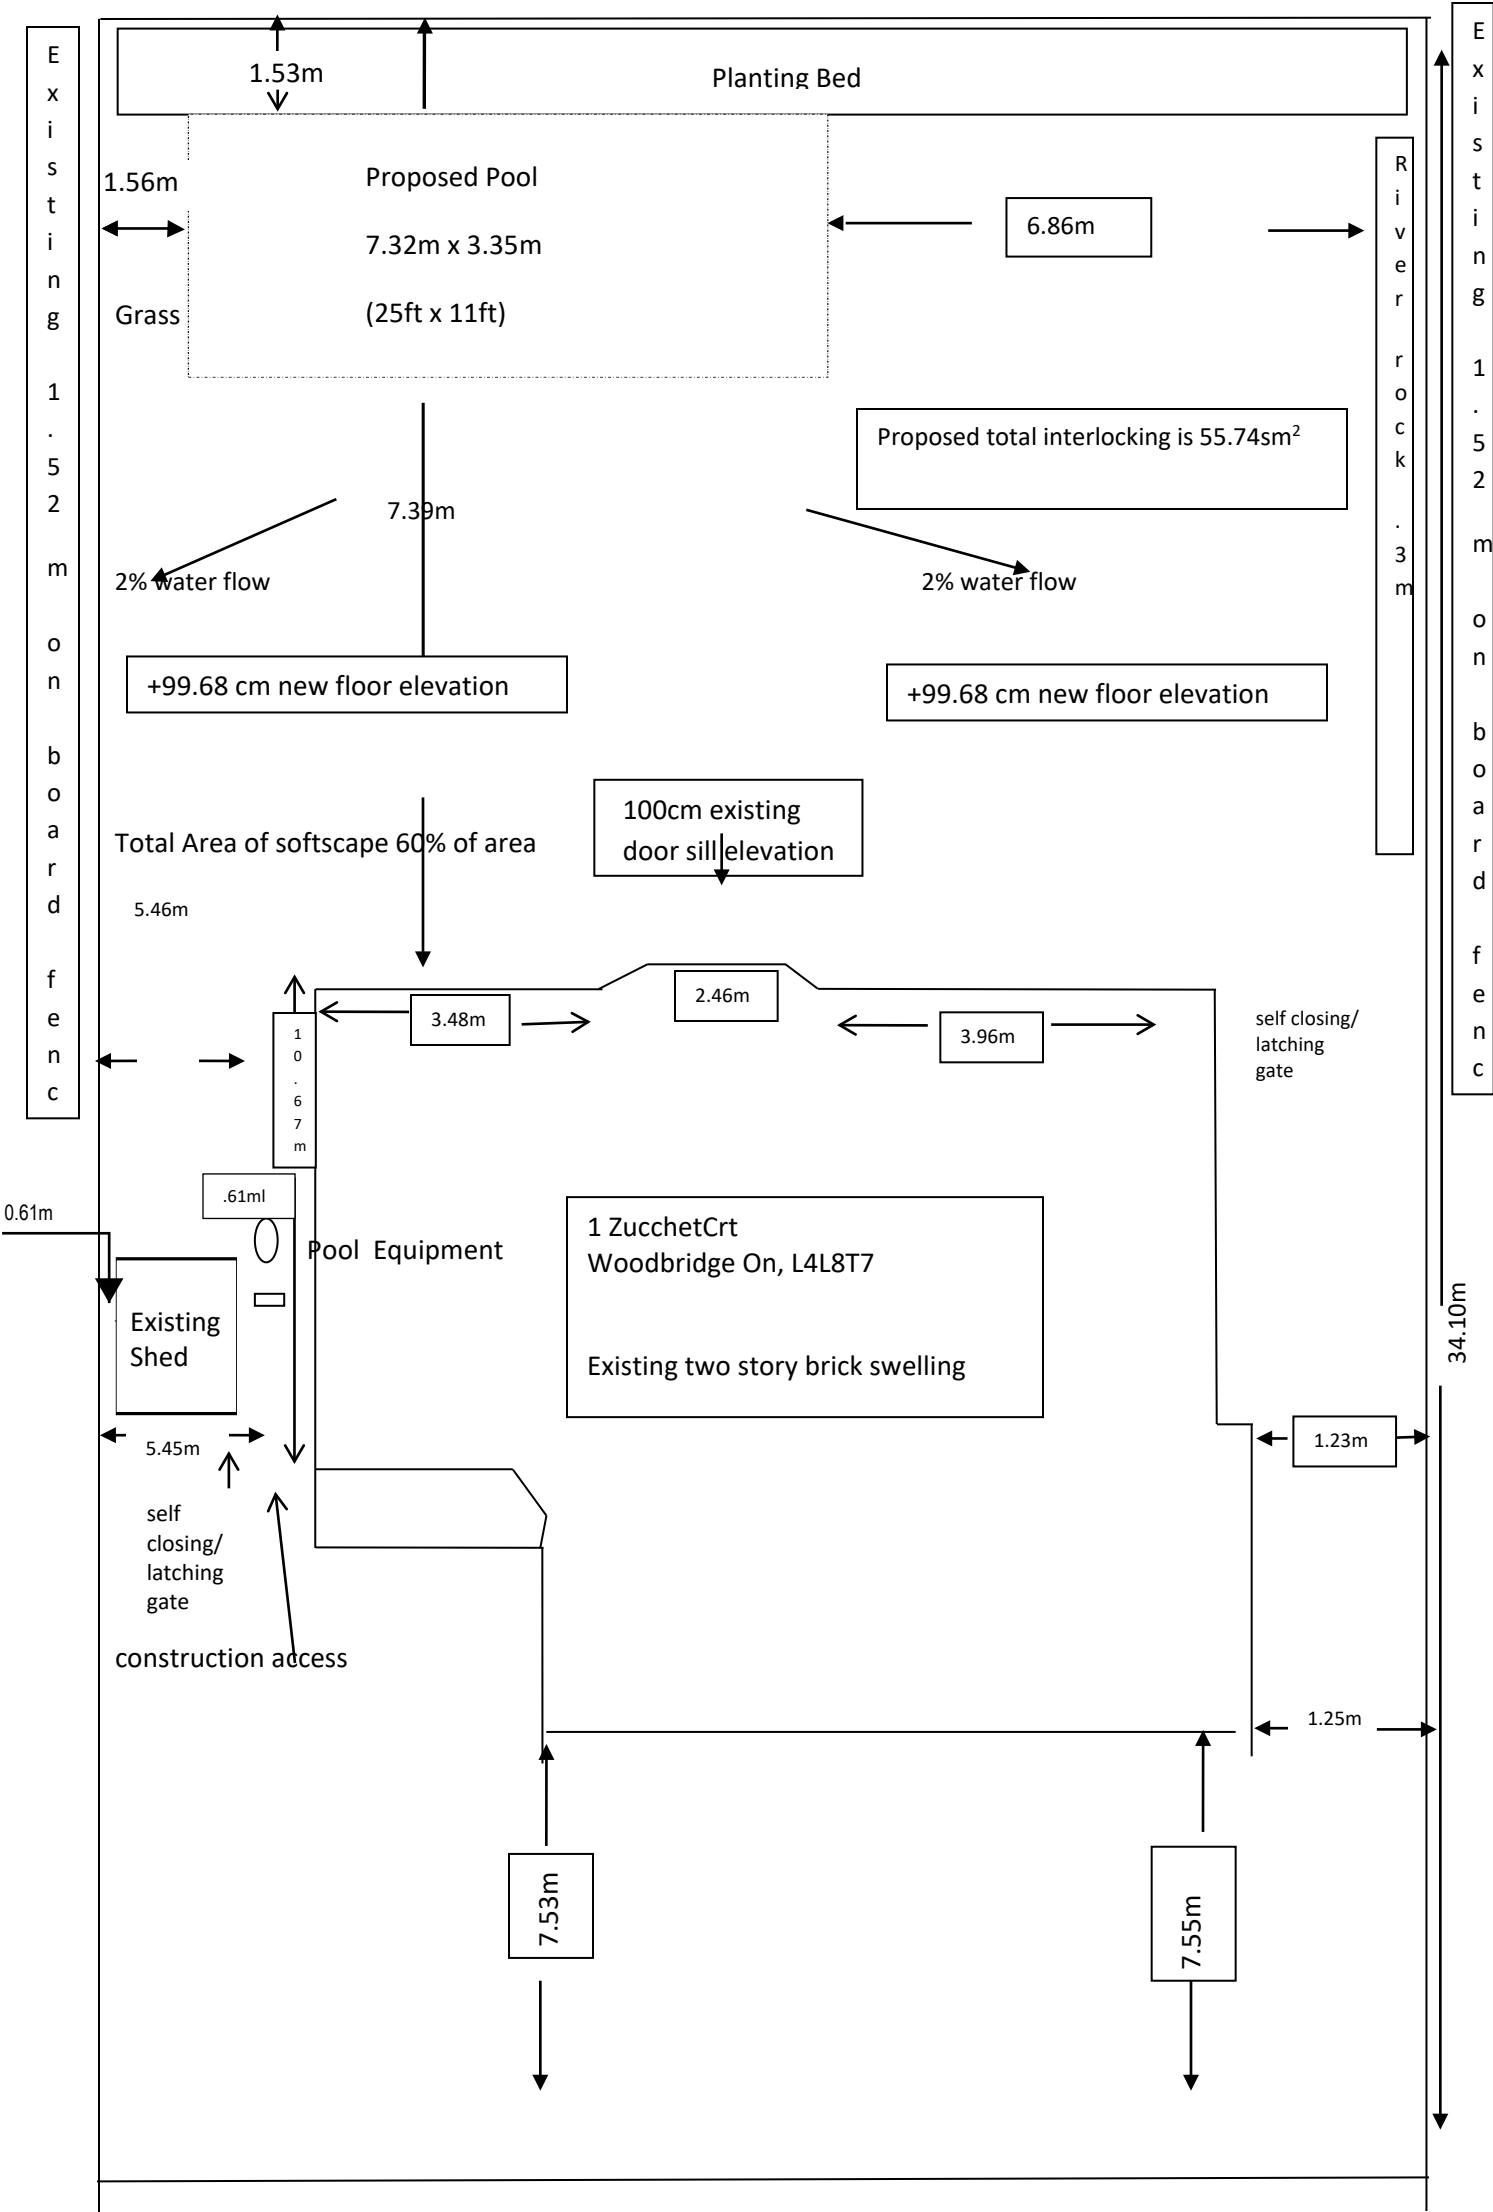 Existing 1.52 m on board fenc
1.53m
Planting Bed
Existing 1.52 m on board fenc
1.56m
Proposed Pool
7.32m x 3.35m
(25ft x 11ft)
6.86m
River rock .3m
Grass
Proposed total interlocking is 55.74sm²
7.39m
2% water flow
2% water flow
+99.68 cm new floor elevation
+99.68 cm new floor elevation
100cm existing
door sill elevation
Total Area of softscape 60% of area
5.46m
3.48m
2.46m
3.96m
self closing/
latching
gate
10.67m
.61ml
0.61m
Pool Equipment
1 ZucchetCrt
Woodbridge On, L4L8T7
Existing two story brick swelling
Existing
Shed
34.10m
5.45m
1.23m
self
closing/
latching
gate
construction access
1.25m
7.53m
7.55m